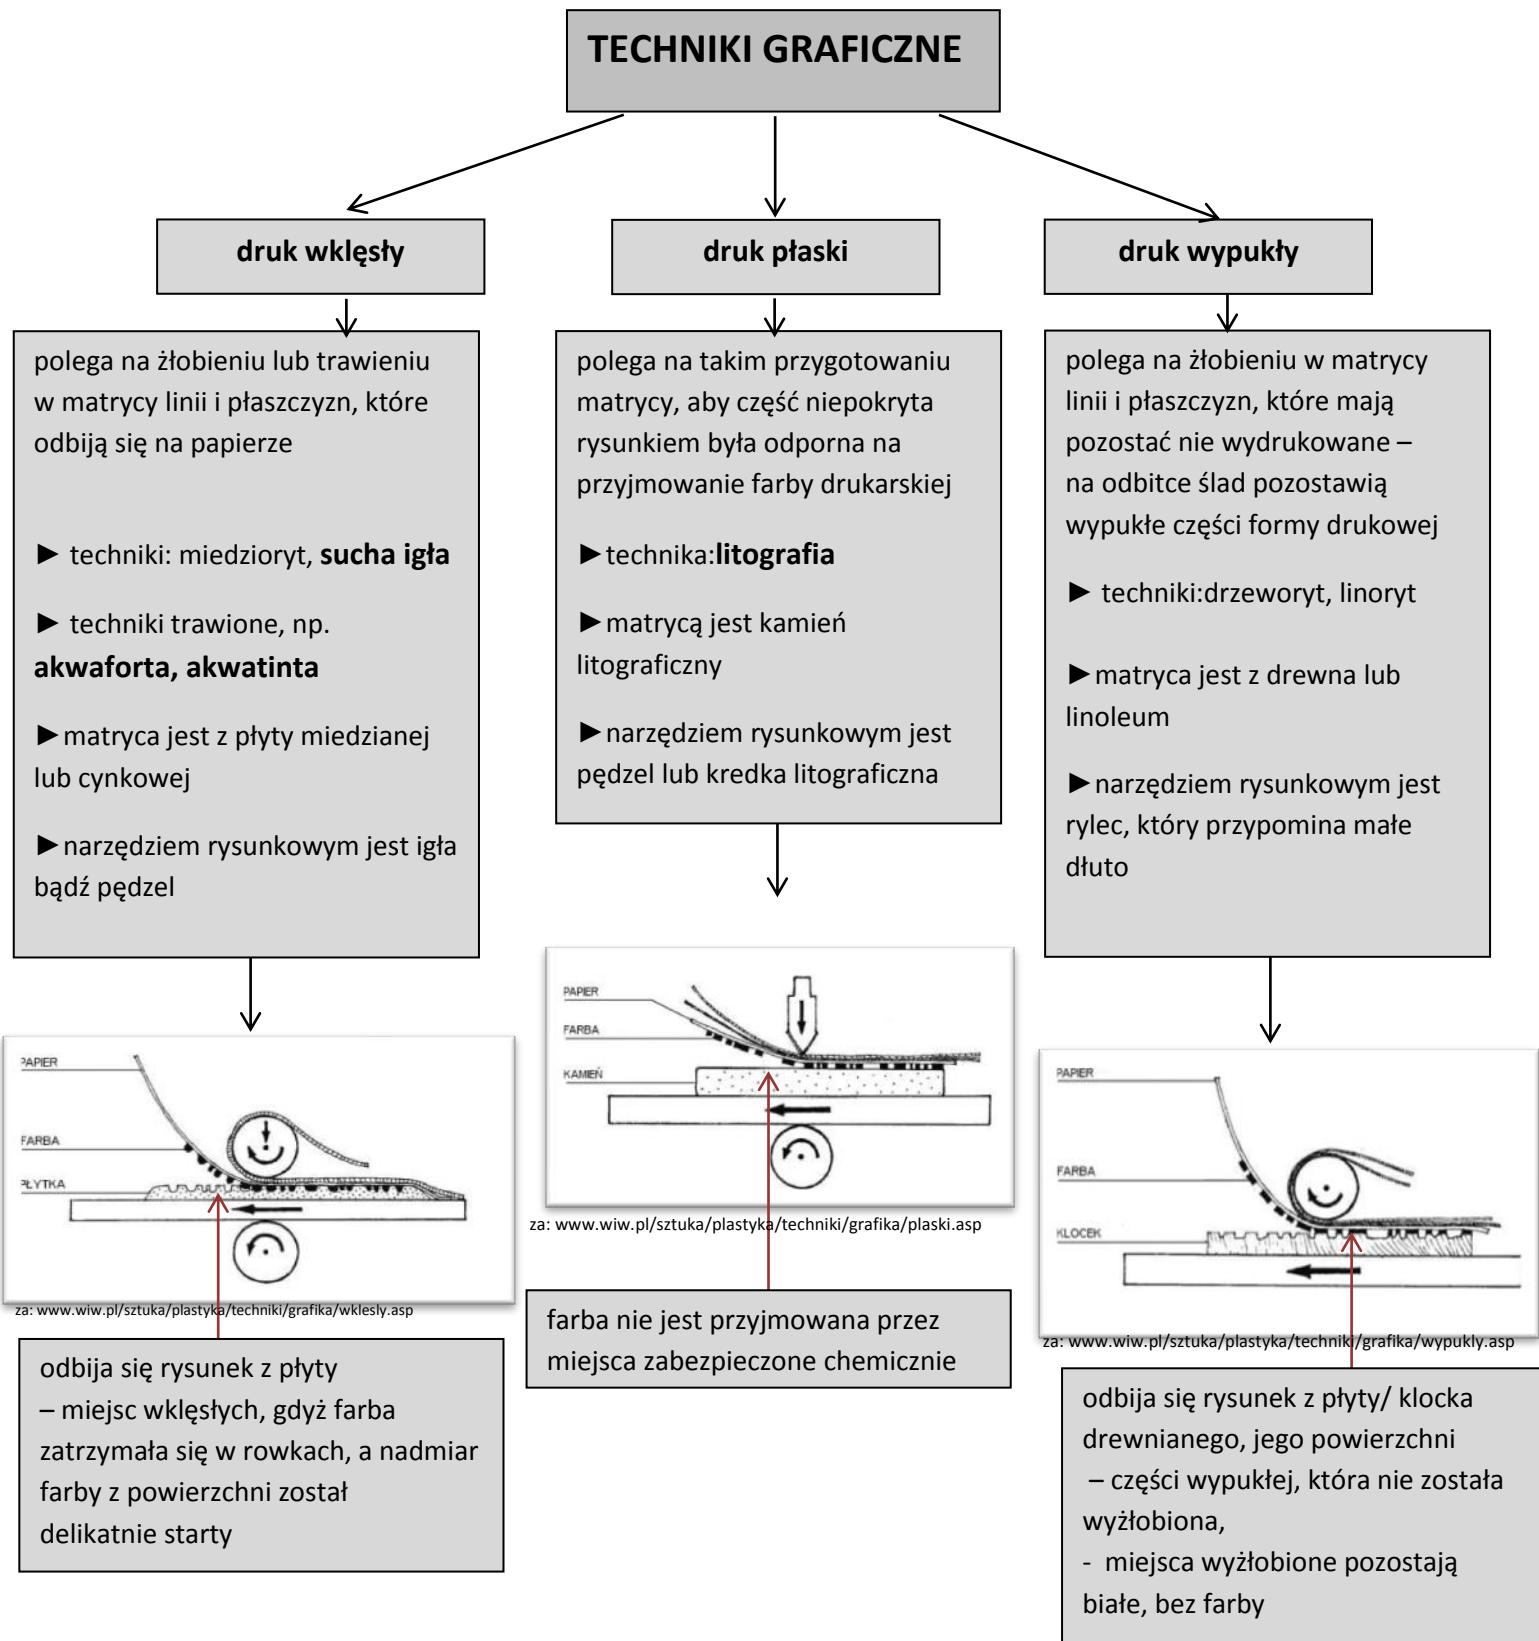 TECHNIKI GRAFICZNE
druk wklęsły
polega na żłobieniu lub trawieniu
w matrycy linii i płaszczyzn, które
odbiją się na papierze
► techniki: miedzioryt, sucha igła
► techniki trawione, np.
akwaforta, akwatinta
►matryca jest z płyty miedzianej
lub cynkowej
►narzędziem rysunkowym jest igła
bądź pędzel
PAPIER
FARBA
PŁYTKA
za: www.wiw.pl/sztuka/plastyka/techniki/grafika/wklesly.asp
odbija się rysunek z płyty
– miejsc wklęsłych, gdyż farba
zatrzymała się w rowkach, a nadmiar
farby z powierzchni został
delikatnie starty
druk płaski
polega na takim przygotowaniu
matrycy, aby część niepokryta
rysunkiem była odporna na
przyjmowanie farby drukarskiej
►technika:litografia
►matrycą jest kamień
litograficzny
►narzędziem rysunkowym jest
pędzel lub kredka litograficzna
PAPIER
FARBA
KAMIEŃ
za: www.wiw.pl/sztuka/plastyka/techniki/grafika/plaski.asp
farba nie jest przyjmowana przez
miejsca zabezpieczone chemicznie
druk wypukły
polega na żłobieniu w matrycy
linii i płaszczyzn, które mają
pozostać nie wydrukowane –
na odbitce ślad pozostawią
wypukłe części formy drukowej
► techniki:drzeworyt, linoryt
►matryca jest z drewna lub
linoleum
►narzędziem rysunkowym jest
rylec, który przypomina małe
dłuto
PAPIER
FARBA
KLOCEK
za: www.wiw.pl/sztuka/plastyka/techniki/grafika/wypukly.asp
odbija się rysunek z płyty/ klocka
drewnianego, jego powierzchni
– części wypukłej, która nie została
wyżłobiona,
- miejsca wyżłobione pozostają
białe, bez farby